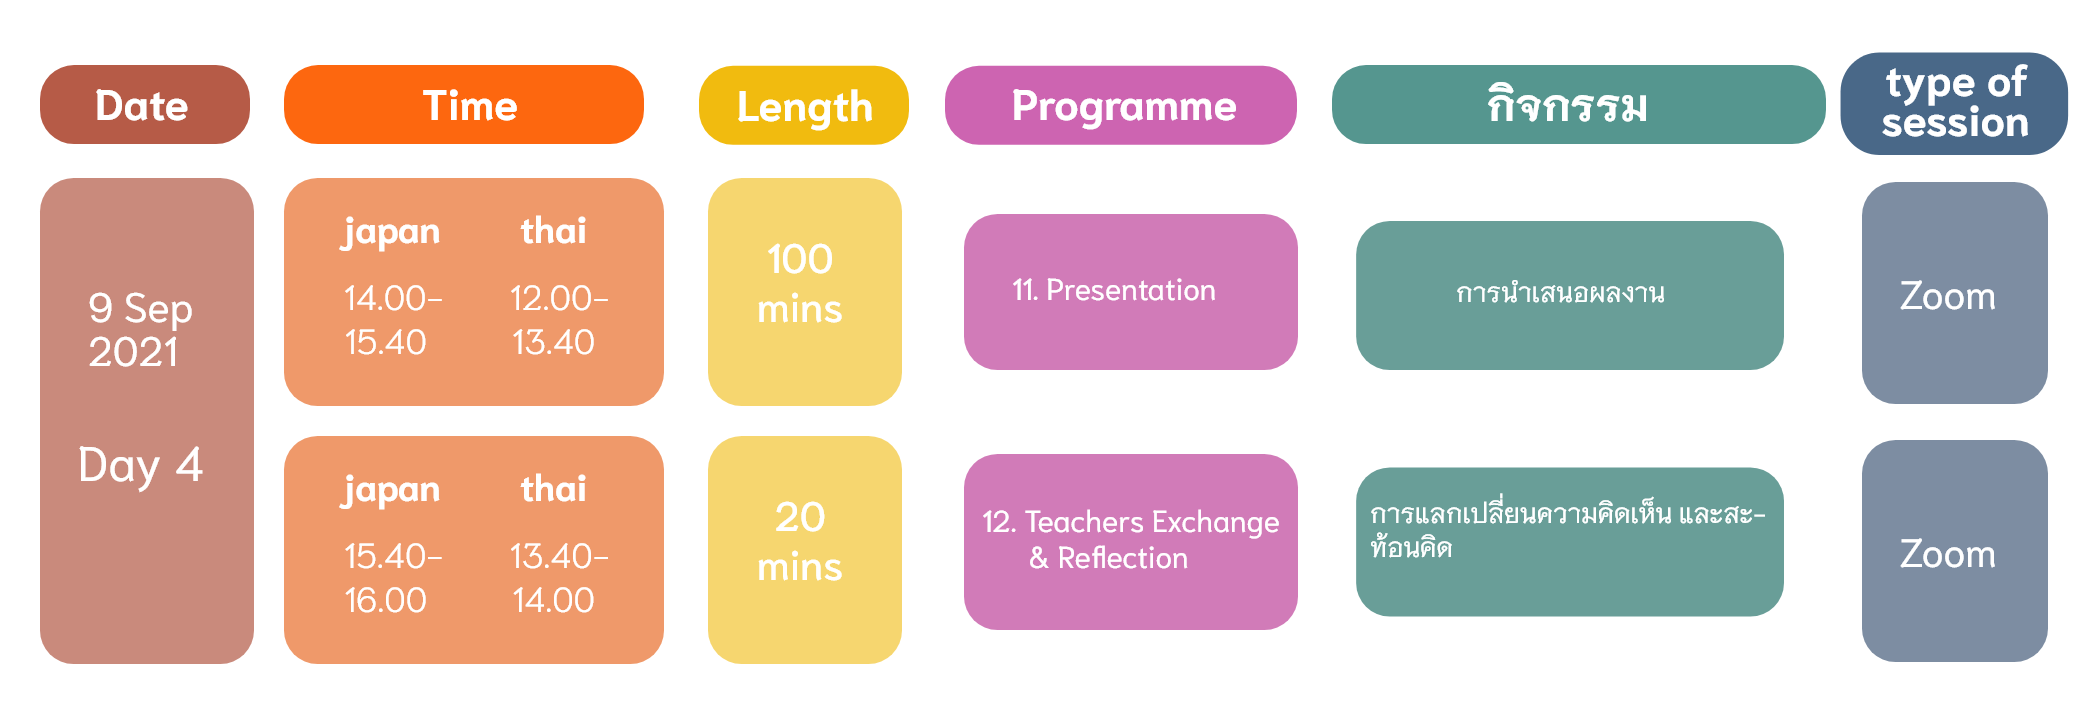 Date
Time
Length
Programme
กิจกรรม
type of
session
9 Sep
2021
Day 4
japan thai
14.00- 12.00-
15.40 13.40
100
mins
11. Presentation
การนำเสนอผลงาน
Zoom
japan thai
15.40- 13.40-
16.00 14.00
20
mins
12. Teachers Exchange
& Reflection
การแลกเปลี่ยนความคิดเห็น และสะ-
ท้อนคิด
Zoom